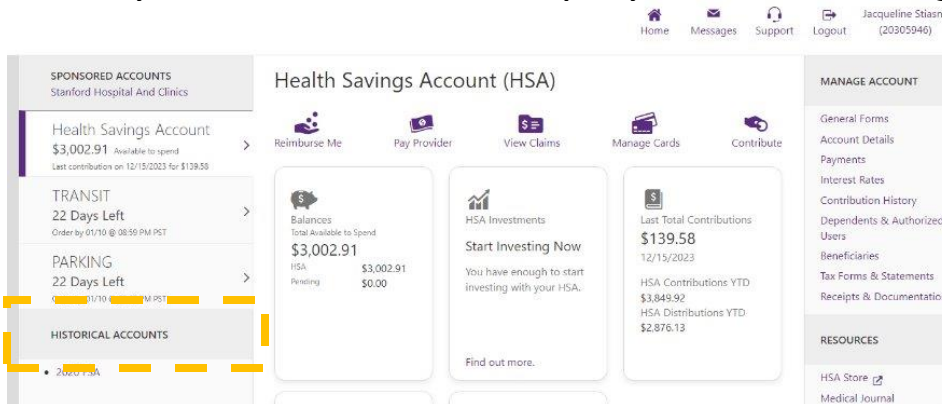 Home Messages Support Logout Jacqueline Stiasn
(20305946)
SPONSORED ACCOUNTS
Stanford Hospital And Clinics
Health Savings Account
$3,002.91 Available to spend
Last contribution on 12/15/2023 for $139.58
TRANSIT
22 Days Left
Order by 01/10 @ 08:59 PM PST
PARKING
22 Days Left
01/10 @ PM PST
HISTORICAL ACCOUNTS
• 2020 FSA
Health Savings Account (HSA)
Reimburse Me Pay Provider View Claims Manage Cards Contribute
Balances
Total Available to Spend
$3,002.91
HSA $3,002.91
Pending $0.00
HSA Investments
Start Investing Now
You have enough to start
investing with your HSA.
Find out more.
Last Total Contributions
$139.58
12/15/2023
HSA Contributions YTD
$3,849.92
HSA Distributions YTD
$2,876.13
MANAGE ACCOUNT
General Forms
Account Details
Payments
Interest Rates
Contribution History
Dependents & Authorized
Users
Beneficiaries
Tax Forms & Statements
Receipts & Documentatio
RESOURCES
HSA Store
Medical Journal